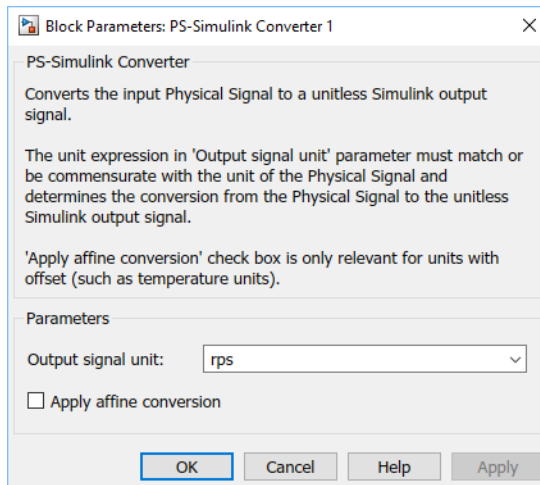 Block Parameters: PS-Simulink Converter 1
PS-Simulink Converter
Converts the input Physical Signal to a unitless Simulink output
signal.
The unit expression in 'Output signal unit' parameter must match or
be commensurate with the unit of the Physical Signal and
determines the conversion from the Physical Signal to the unitless
Simulink output signal.
'Apply affine conversion' check box is only relevant for units with
offset (such as temperature units).
Parameters
Output signal unit: rps
Apply affine conversion
OK Cancel Help Apply